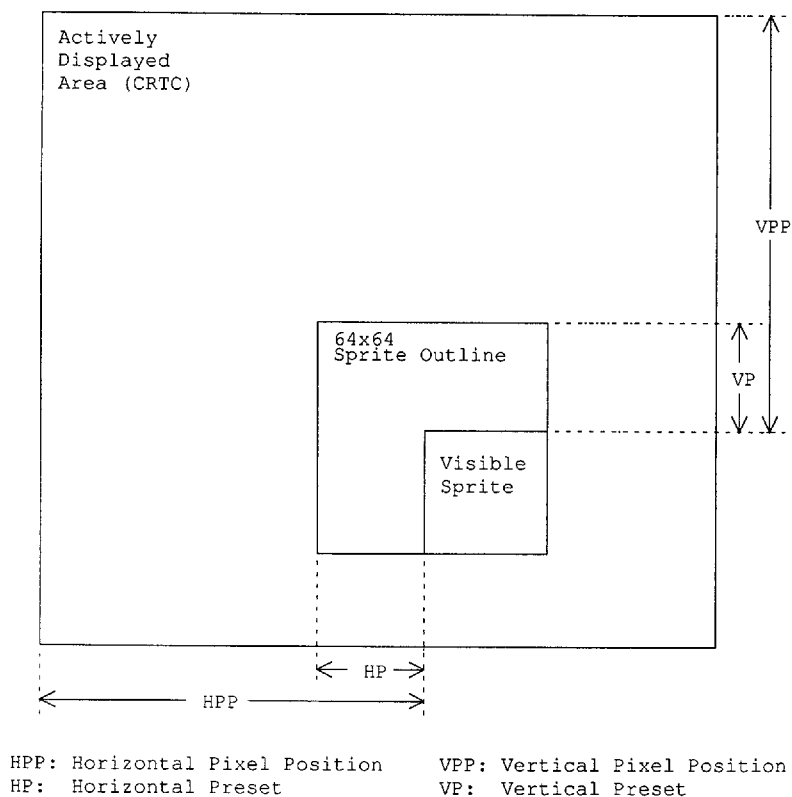 Actively
Displayed
Area (CRTC)
VPP
64x64
Sprite Outline
VP
Visible
Sprite
HP
HPP
HPP: Horizontal Pixel Position VPP: Vertical Pixel Position
HP: Horizontal Preset VP: Vertical Preset